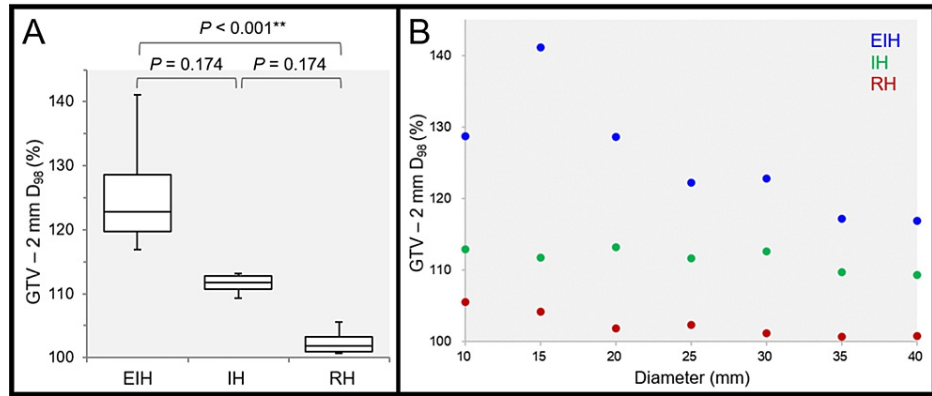 A
P < 0.001**
P = 0.174 P = 0.174
GTV – 2 mm D98 (%)
140
130
120
110
100
EIH IH RH
B
EIH
IH
RH
GTV – 2 mm D98 (%)
140
130
120
110
100
10 15 20 25 30 35 40
Diameter (mm)